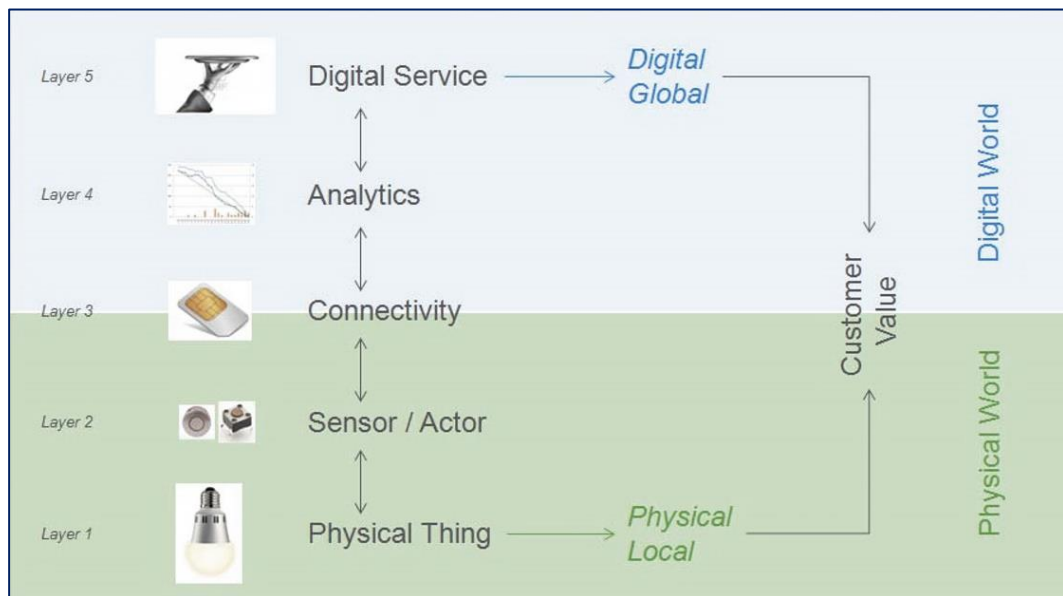 Layer 5
Digital Service
Digital
Global
Layer 4
Analytics
Digital World
Layer 3
Connectivity
Customer
Value
Layer 2
Sensor / Actor
Physical World
Layer 1
Physical Thing
Physical
Local